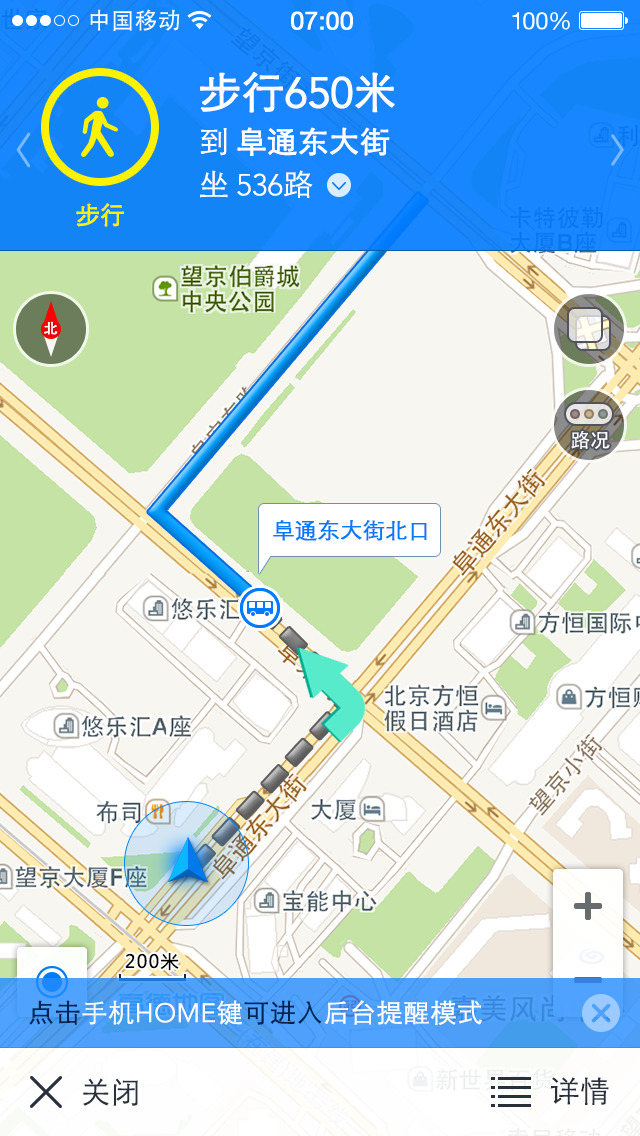 中国移动
07:00
100%
步行650米
到 阜通东大街
坐 536路
步行
卡特彼勒
大厦B座
望京伯爵城
中央公园
北
路况
阜通东大街北口
阜通东大街
悠乐汇
方恒国际中
北京方恒
假日酒店
方恒购
悠乐汇A座
望京小街
布司
大厦
阜通东大街
望京大厦F座
宝能中心
200米
点击手机HOME键可进入后台提醒模式
新世界百货
关闭
详情